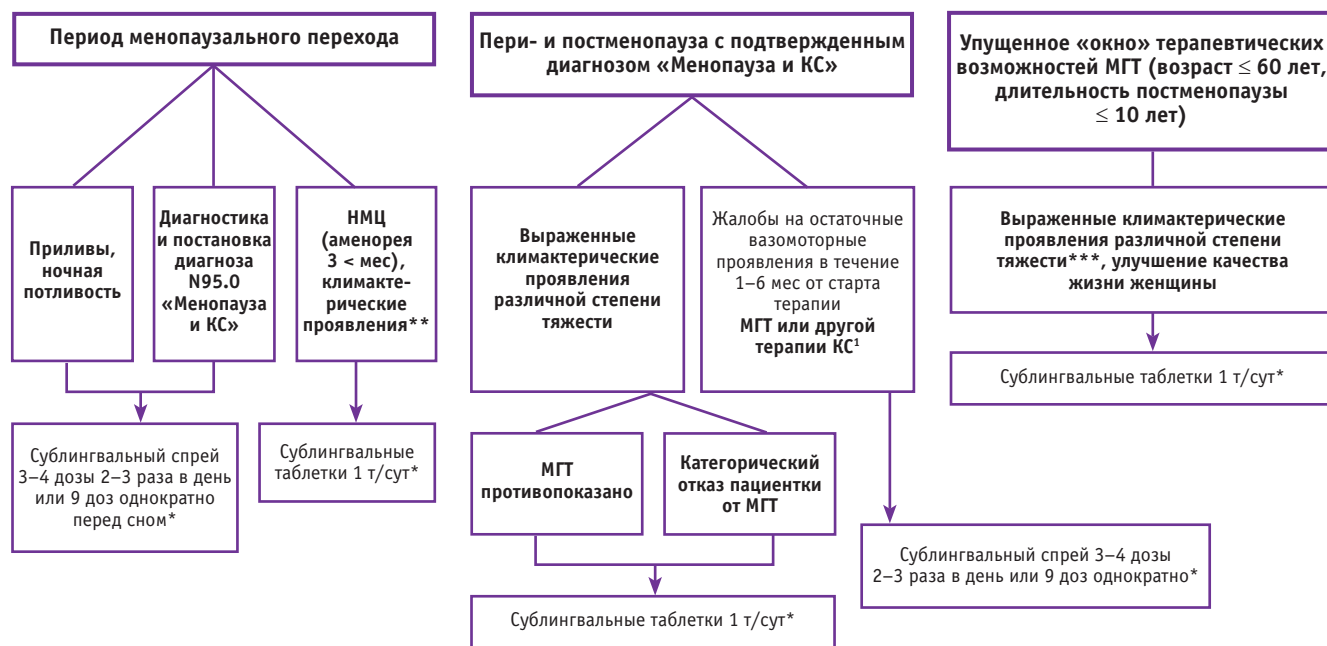 Период менопаузального перехода
Приливы,
ночная
потливость
Диагностика
и постановка
диагноза
N95.0
«Менопауза
и КС»
НМЦ
(аменорея
3 < мес),
климакте-
рические
проявления**
Сублингвальный спрей
3–4 дозы 2–3 раза в день
или 9 доз однократно
перед сном*
Сублингвальные
таблетки 1 т/сут*
Пери- и постменопауза с подтвержденным
диагнозом «Менопауза и КС»
Выраженные
климактерические
проявления
различной степени
тяжести
Жалобы на остаточные
вазомоторные
проявления в течение
1–6 мес от старта
терапии
МГТ или другой
терапии КС¹
МГТ
противопоказано
Категорический
отказ пациентки
от МГТ
Сублингвальные таблетки 1 т/сут*
Сублингвальный спрей 3–4 дозы
2–3 раза в день или 9 доз однократно*
Упущенное «окно» терапевтических
возможностей МГТ (возраст ≤ 60 лет,
длительность постменопаузы
≤ 10 лет)
Выраженные климактерические
проявления различной степени
тяжести***, улучшение качества
жизни женщины
Сублингвальные таблетки 1 т/сут*